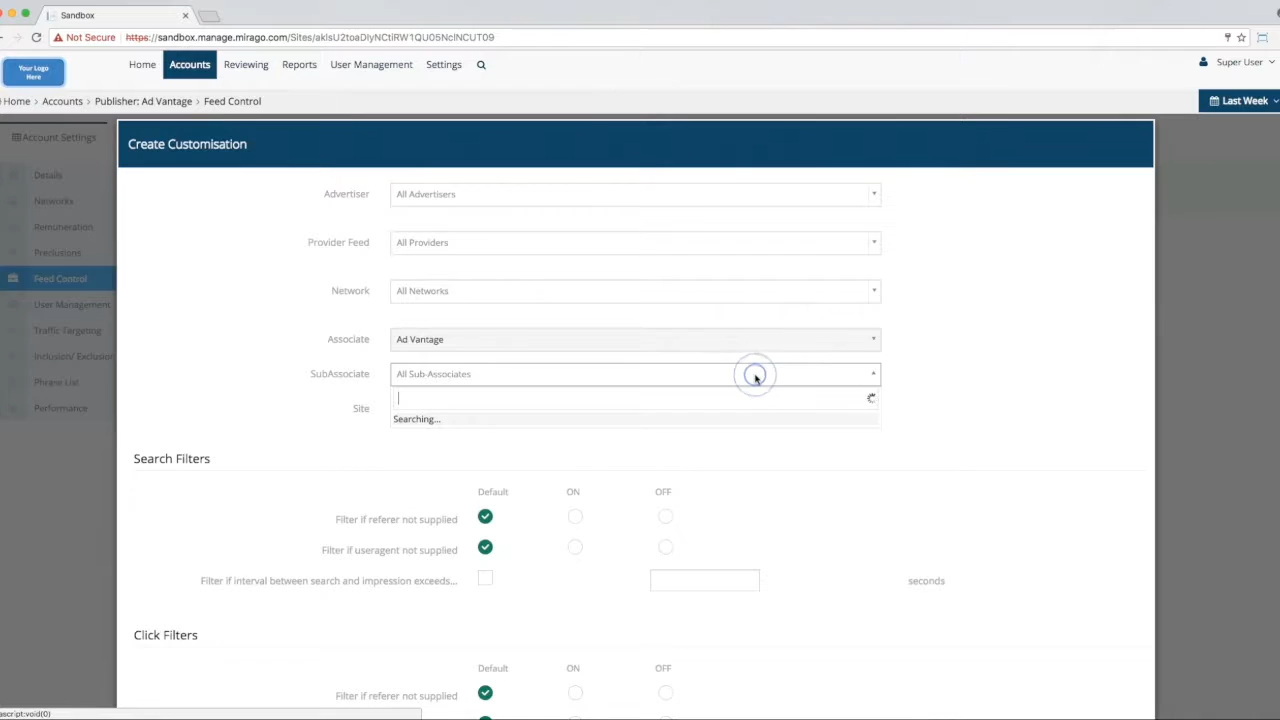 Sandbox
Not Secure https://sandbox.manage.mirago.com/Sites/
Your Logo Here
Home Accounts Reviewing Reports User Management Settings
Super User
Home > Accounts > Publisher: Ad Vantage > Feed Control
Last Week
Account Settings
Create Customisation
Details
Networks
Remuneration
Preclusions
Feed Control
User Management
Traffic Targeting
Inclusion/ Exclusion
Phrase List
Performance
Advertiser All Advertisers
Provider Feed All Providers
Network All Networks
Associate Ad Vantage
SubAssociate All Sub-Associates
Searching...
Site
Search Filters
Default ON OFF
Filter if referer not supplied
Filter if useragent not supplied
Filter if interval between search and impression exceeds... seconds
Click Filters
Default ON OFF
Filter if referer not supplied
ascript:void(0)